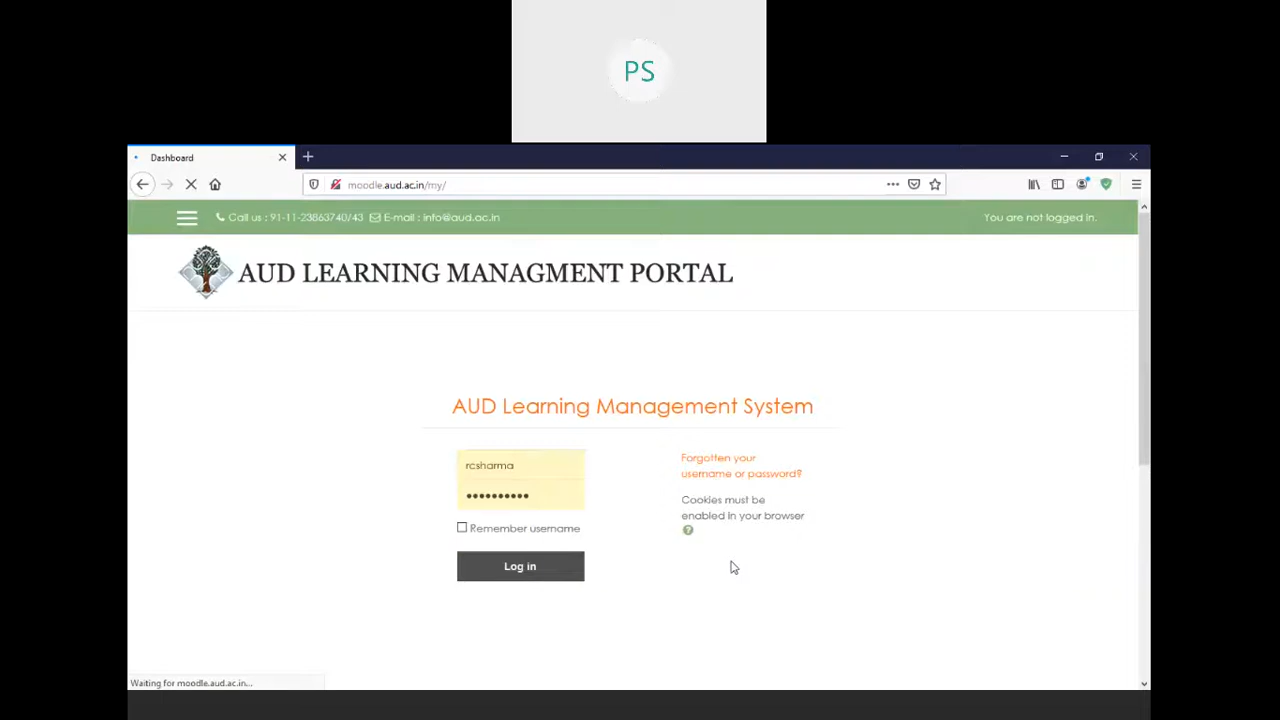 PS
Dashboard
moodle.aud.ac.in/my/
Call us : 91-11-23863740/43 E-mail : info@aud.ac.in
You are not logged in.
AUD LEARNING MANAGMENT PORTAL
AUD Learning Management System
rcsharma
••••••••••
Remember username
Log in
Forgotten your
username or password?
Cookies must be
enabled in your browser
?
Waiting for moodle.aud.ac.in...